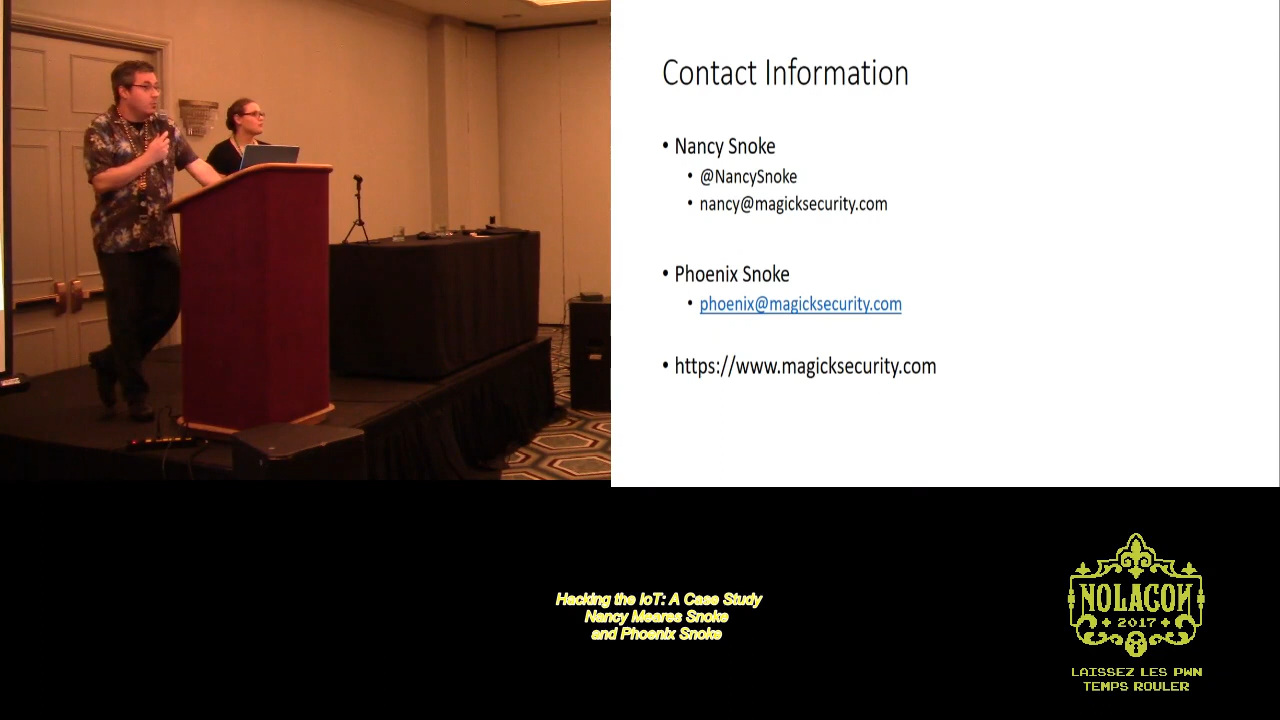 Contact Information
• Nancy Snoke
• @NancySnoke
• nancy@magicksecurity.com
• Phoenix Snoke
• phoenix@magicksecurity.com
• https://www.magicksecurity.com
Hacking the IoT: A Case Study
Nancy Meares Snoke
and Phoenix Snoke
NOLACON
2017
LAISSEZ LES PWN
TEMPS ROULER